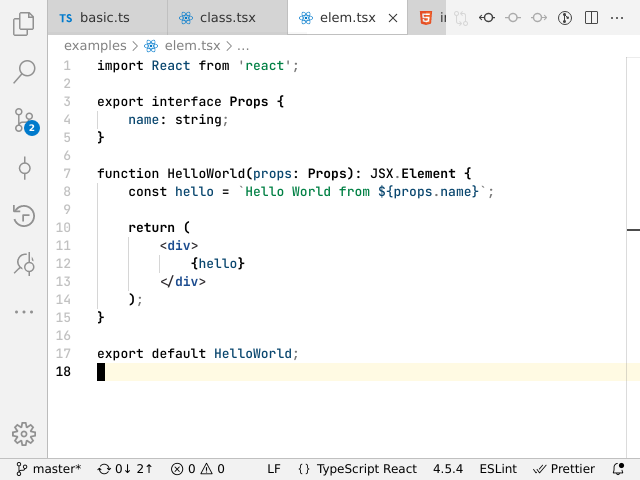 TS basic.ts class.tsx elem.tsx
examples > elem.tsx > ...
1 import React from 'react';
2
3 export interface Props {
4 name: string;
5 }
6
7 function HelloWorld(props: Props): JSX.Element {
8 const hello = `Hello World from ${props.name}`;
9
10 return (
11 <div>
12 {hello}
13 </div>
14 );
15 }
16
17 export default HelloWorld;
18
2
master* 0↓ 2↑ 0 0 LF {} TypeScript React 4.5.4 ESLint Prettier